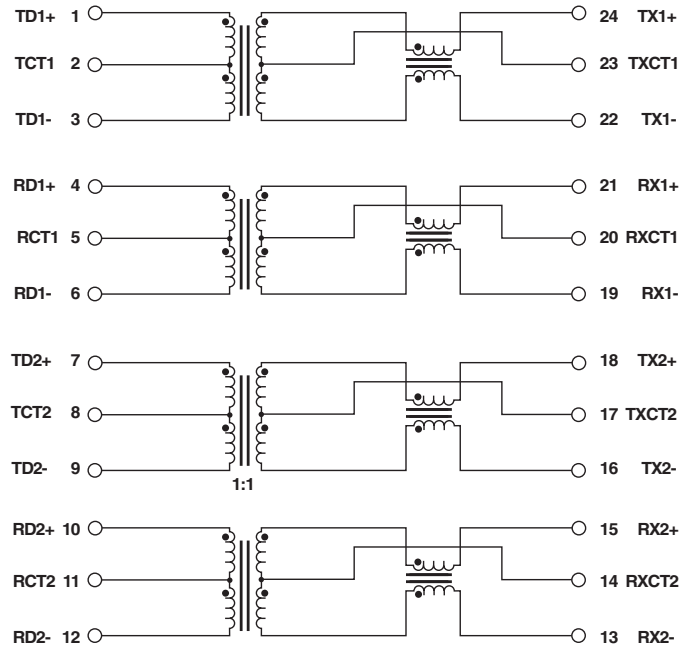 TD1+ 1 24 TX1+
TCT1 2 23 TXCT1
TD1- 3 22 TX1-
RD1+ 4 21 RX1+
RCT1 5 20 RXCT1
RD1- 6 19 RX1-
TD2+ 7 18 TX2+
TCT2 8 17 TXCT2
TD2- 9 16 TX2-
1:1
RD2+ 10 15 RX2+
RCT2 11 14 RXCT2
RD2- 12 13 RX2-